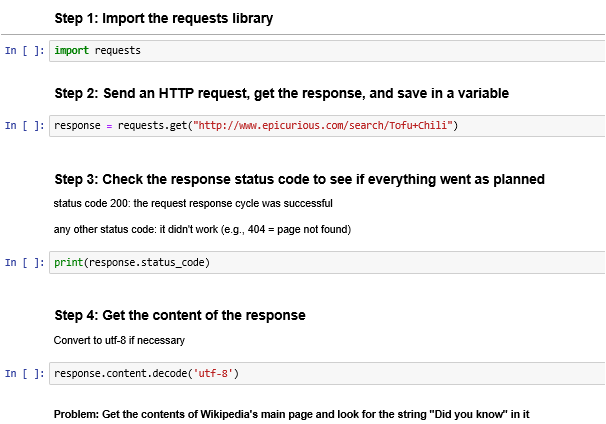 Step 1: Import the requests library
In [ ]: import requests
Step 2: Send an HTTP request, get the response, and save in a variable
In [ ]: response = requests.get("http://www.epicurious.com/search/Tofu+Chili")
Step 3: Check the response status code to see if everything went as planned
status code 200: the request response cycle was successful
any other status code: it didn't work (e.g., 404 = page not found)
In [ ]: print(response.status_code)
Step 4: Get the content of the response
Convert to utf-8 if necessary
In [ ]: response.content.decode('utf-8')
Problem: Get the contents of Wikipedia's main page and look for the string "Did you know" in it